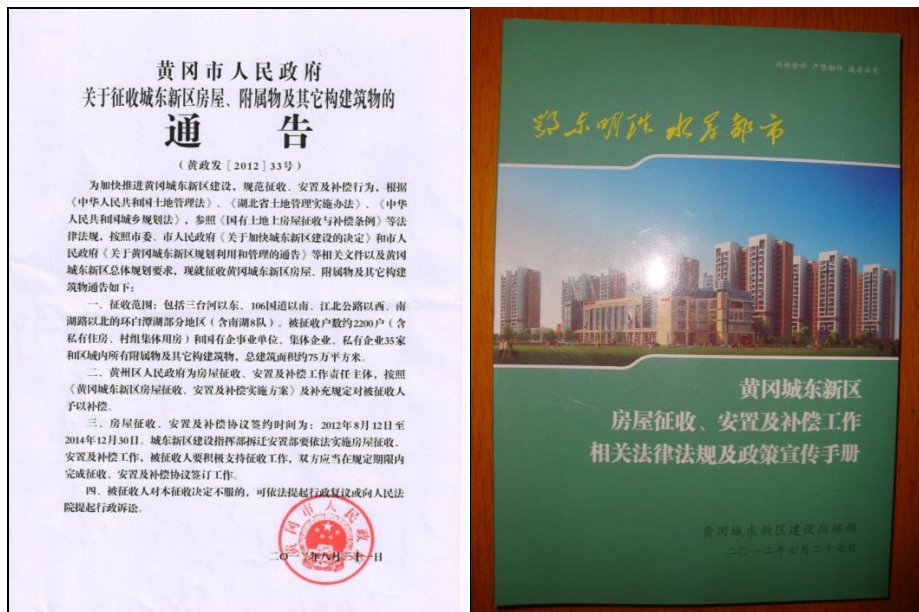 黄冈市人民政府
关于征收城东新区房屋、附属物及其它构建筑物的
通 告
（黄政发［2012］33号）
为加快推进黄冈城东新区建设，规范征收、安置及补偿行为，根据
《中华人民共和国土地管理法》、《湖北省土地管理实施办法》、《中华
人民共和国城乡规划法》，参照《国有土地上房屋征收与补偿条例》等法
律法规，按照市委、市人民政府《关于加快城东新区建设的决定》和市人
民政府《关于黄冈城东新区规划利用和管理的通告》等相关文件以及黄冈
城东新区总体规划要求，现就征收黄冈城东新区房屋、附属物及其它构建
筑物通告如下：
一、征收范围：包括三台河以东、106国道以南、江北公路以西、南
湖路以北的环白潭湖部分地区（含南湖8队）。被征收户数约2200户（含
私有住房、村组集体用房）和国有企事业单位、集体企业、私有企业35家
和区域内所有附属物及其它构建筑物，总建筑面积约75万平方米。
二、黄州区人民政府为房屋征收、安置及补偿工作责任主体，按照
《黄冈城东新区房屋征收、安置及补偿实施方案》及补充规定对被征收人
予以补偿。
三、房屋征收、安置及补偿协议签约时间为：2012年8月12日至
2014年12月30日。城东新区建设指挥部拆迁安置部要依法实施房屋征收、
安置及补偿工作，被征收人要积极支持征收工作，双方应当在规定期限内
完成征收、安置及补偿协议签订工作。
四、被征收人对本征收决定不服的，可依法提起行政复议或向人民法
院提起行政诉讼。
黄冈市人民政府
二〇一二年八月二十一日
内部资料 严禁翻印 违者必究
鄂东明珠 水岸都市
黄冈城东新区
房屋征收、安置及补偿工作
相关法律法规及政策宣传手册
黄冈城东新区建设指挥部
二〇一二年七月二十七日